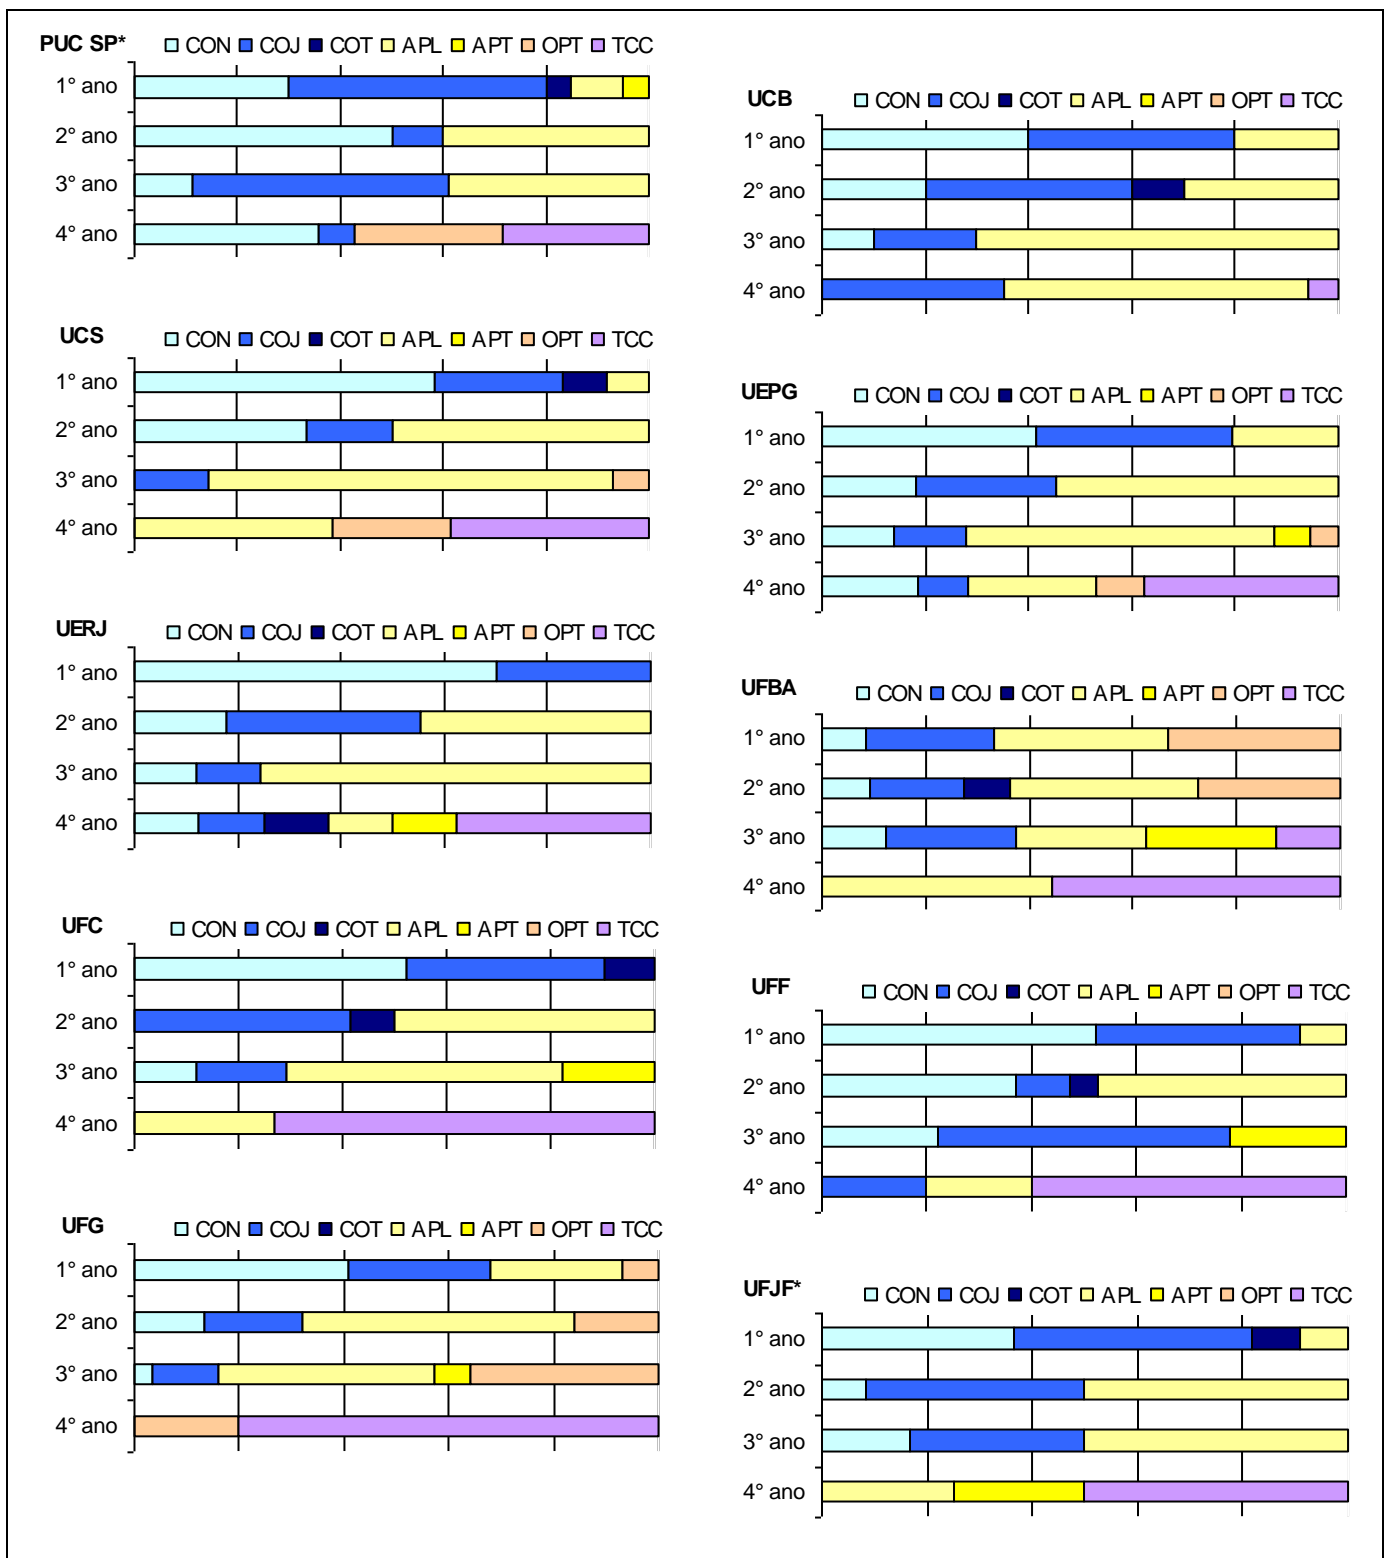 PUC SP* CON COJ COT APL APT OPT TCC
1° ano
2° ano
3° ano
4° ano
UCS CON COJ COT APL APT OPT TCC
1° ano
2° ano
3° ano
4° ano
UERJ CON COJ COT APL APT OPT TCC
1° ano
2° ano
3° ano
4° ano
UFC CON COJ COT APL APT OPT TCC
1° ano
2° ano
3° ano
4° ano
UFG CON COJ COT APL APT OPT TCC
1° ano
2° ano
3° ano
4° ano
UCB CON COJ COT APL APT OPT TCC
1° ano
2° ano
3° ano
4° ano
UEPG CON COJ COT APL APT OPT TCC
1° ano
2° ano
3° ano
4° ano
UFBA CON COJ COT APL APT OPT TCC
1° ano
2° ano
3° ano
4° ano
UFF CON COJ COT APL APT OPT TCC
1° ano
2° ano
3° ano
4° ano
UFJF* CON COJ COT APL APT OPT TCC
1° ano
2° ano
3° ano
4° ano